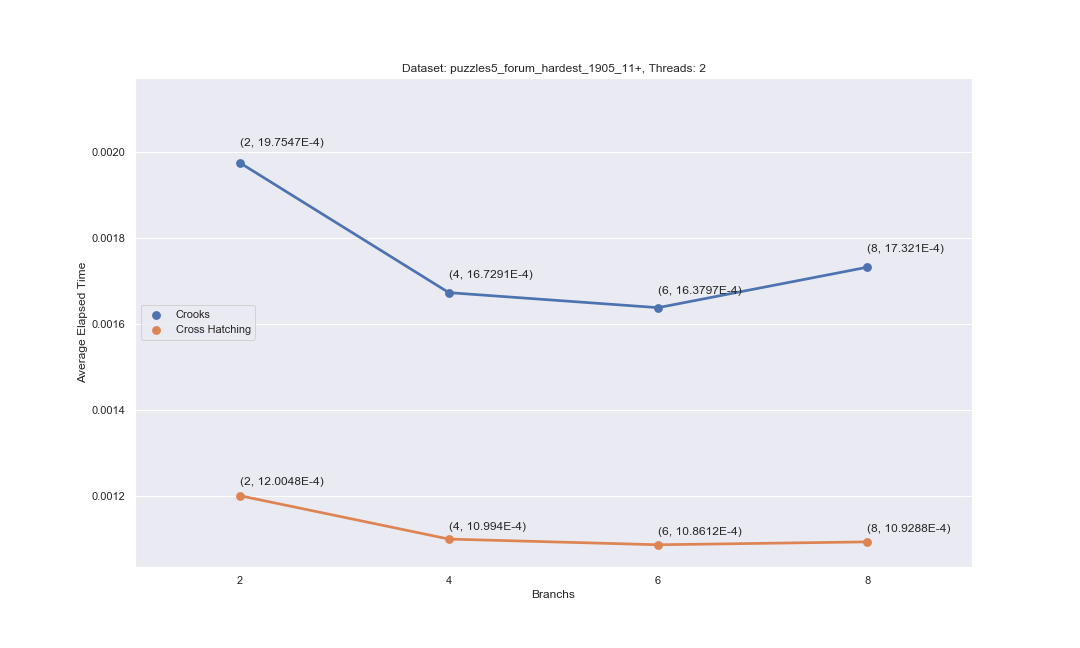 Dataset: puzzles5_forum_hardest_1905_11+, Threads: 2
Average Elapsed Time
0.0020
0.0018
0.0016
0.0014
0.0012
(2, 19.7547E-4)
(4, 16.7291E-4)
(6, 16.3797E-4)
(8, 17.321E-4)
Crooks
Cross Hatching
(2, 12.0048E-4)
(4, 10.994E-4)
(6, 10.8612E-4)
(8, 10.9288E-4)
2
4
6
8
Branchs